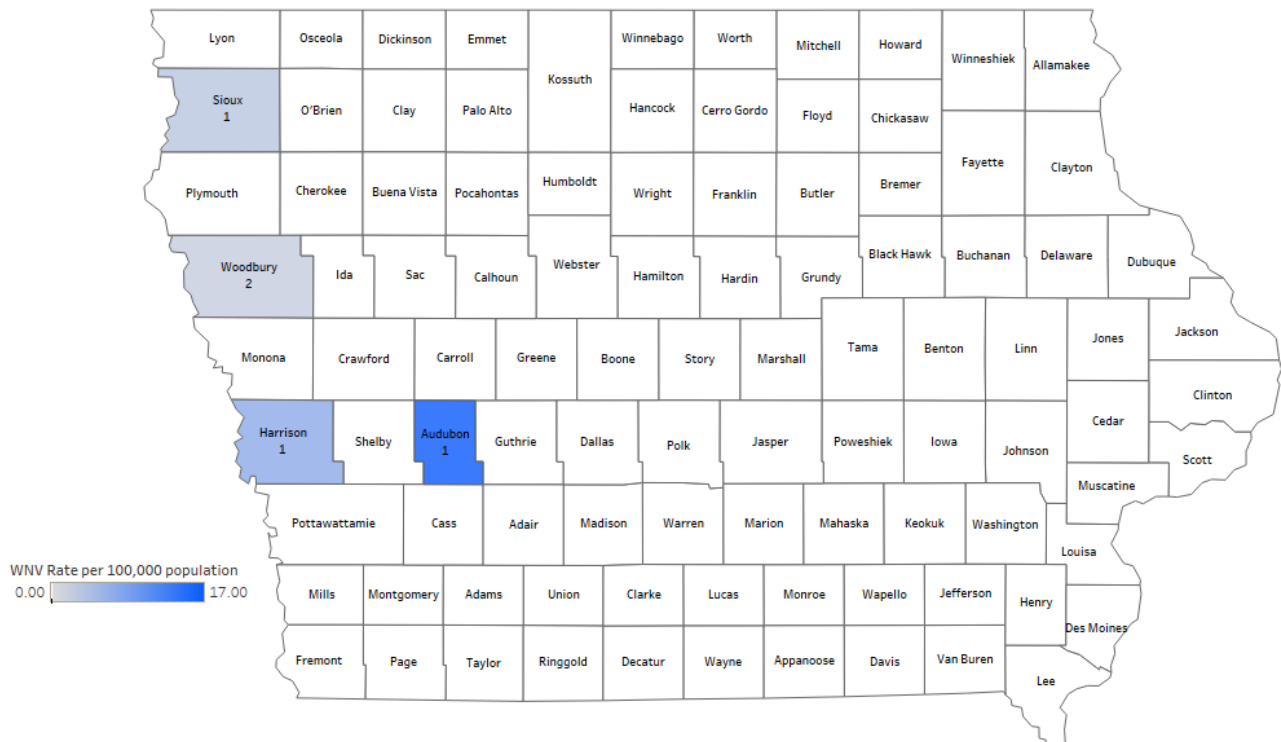 Lyon
Osceola
Dickinson
Emmet
Kossuth
Winnebago
Worth
Mitchell
Howard
Winneshiek
Allamakee
Sioux
1
O'Brien
Clay
Palo Alto
Hancock
Cerro Gordo
Floyd
Chickasaw
Fayette
Clayton
Plymouth
Cherokee
Buena Vista
Pocahontas
Humboldt
Wright
Franklin
Butler
Bremer
Woodbury
2
Ida
Sac
Calhoun
Webster
Hamilton
Hardin
Grundy
Black Hawk
Buchanan
Delaware
Dubuque
Monona
Crawford
Carroll
Greene
Boone
Story
Marshall
Tama
Benton
Linn
Jones
Jackson
Clinton
Harrison
1
Shelby
Audubon
1
Guthrie
Dallas
Polk
Jasper
Poweshiek
Iowa
Johnson
Cedar
Scott
Muscatine
Pottawattamie
Cass
Adair
Madison
Warren
Marion
Mahaska
Keokuk
Washington
Louisa
WNV Rate per 100,000 population
0.00
17.00
Mills
Montgomery
Adams
Union
Clarke
Lucas
Monroe
Wapello
Jefferson
Henry
Des Moines
Fremont
Page
Taylor
Ringgold
Decatur
Wayne
Appanoose
Davis
Van Buren
Lee